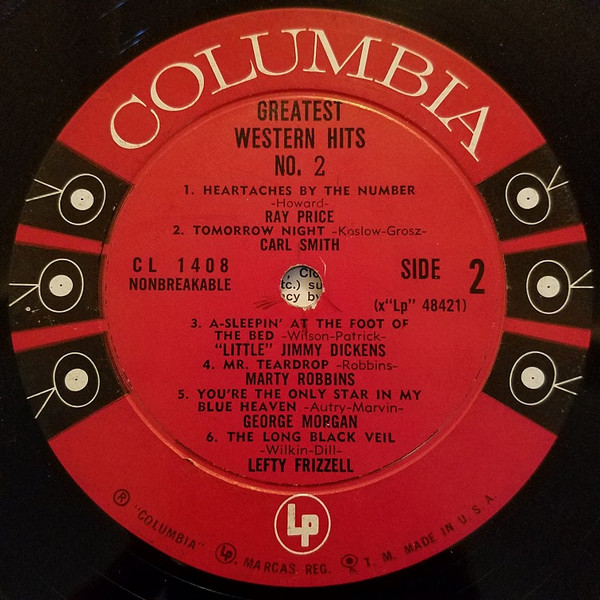 COLUMBIA
GREATEST
WESTERN HITS
NO. 2
1. HEARTACHES BY THE NUMBER
-Howard-
RAY PRICE
2. TOMORROW NIGHT -Koslow-Grosz-
CARL SMITH
CL 1408
NONBREAKABLE
SIDE 2
(x"Lp" 48421)
3. A-SLEEPIN' AT THE FOOT OF
THE BED -Wilson-Patrick-
"LITTLE" JIMMY DICKENS
4. MR. TEARDROP -Robbins-
MARTY ROBBINS
5. YOU'RE THE ONLY STAR IN MY
BLUE HEAVEN -Autry-Marvin-
GEORGE MORGAN
6. THE LONG BLACK VEIL
-Wilkin-Dill-
LEFTY FRIZZELL
Lp
® "COLUMBIA" Lp, MARCAS REG. T. M. MADE IN U.S.A.